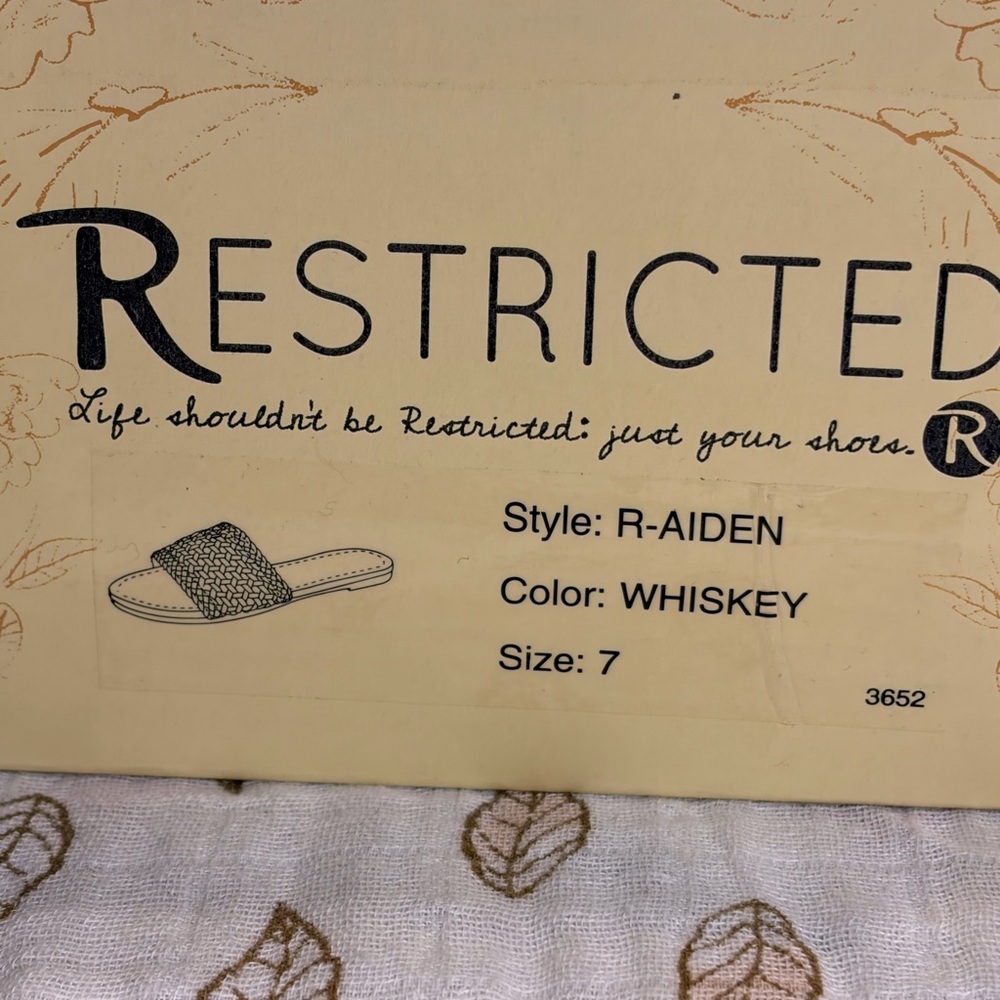 RESTRICTED
Life shouldn't be Restricted: just your shoes.
R
Style: R-AIDEN
Color: WHISKEY
Size: 7
3652